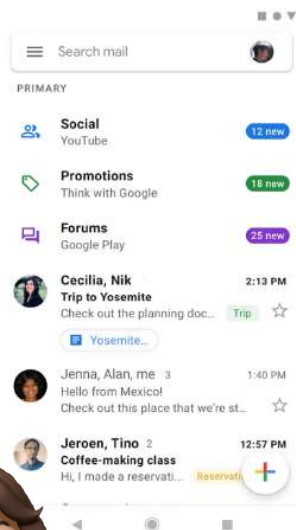 Search mail
PRIMARY
Social
12 new
YouTube
Promotions
18 new
Think with Google
Forums
25 new
Google Play
Cecilia, Nik 2:13 PM
Trip to Yosemite
Check out the planning doc... Trip
Yosemite...
Jenna, Alan, me 3 1:40 PM
Hello from Mexico!
Check out this place that we're st...
Jeroen, Tino 2 12:57 PM
Coffee-making class
Hi, I made a reservati...